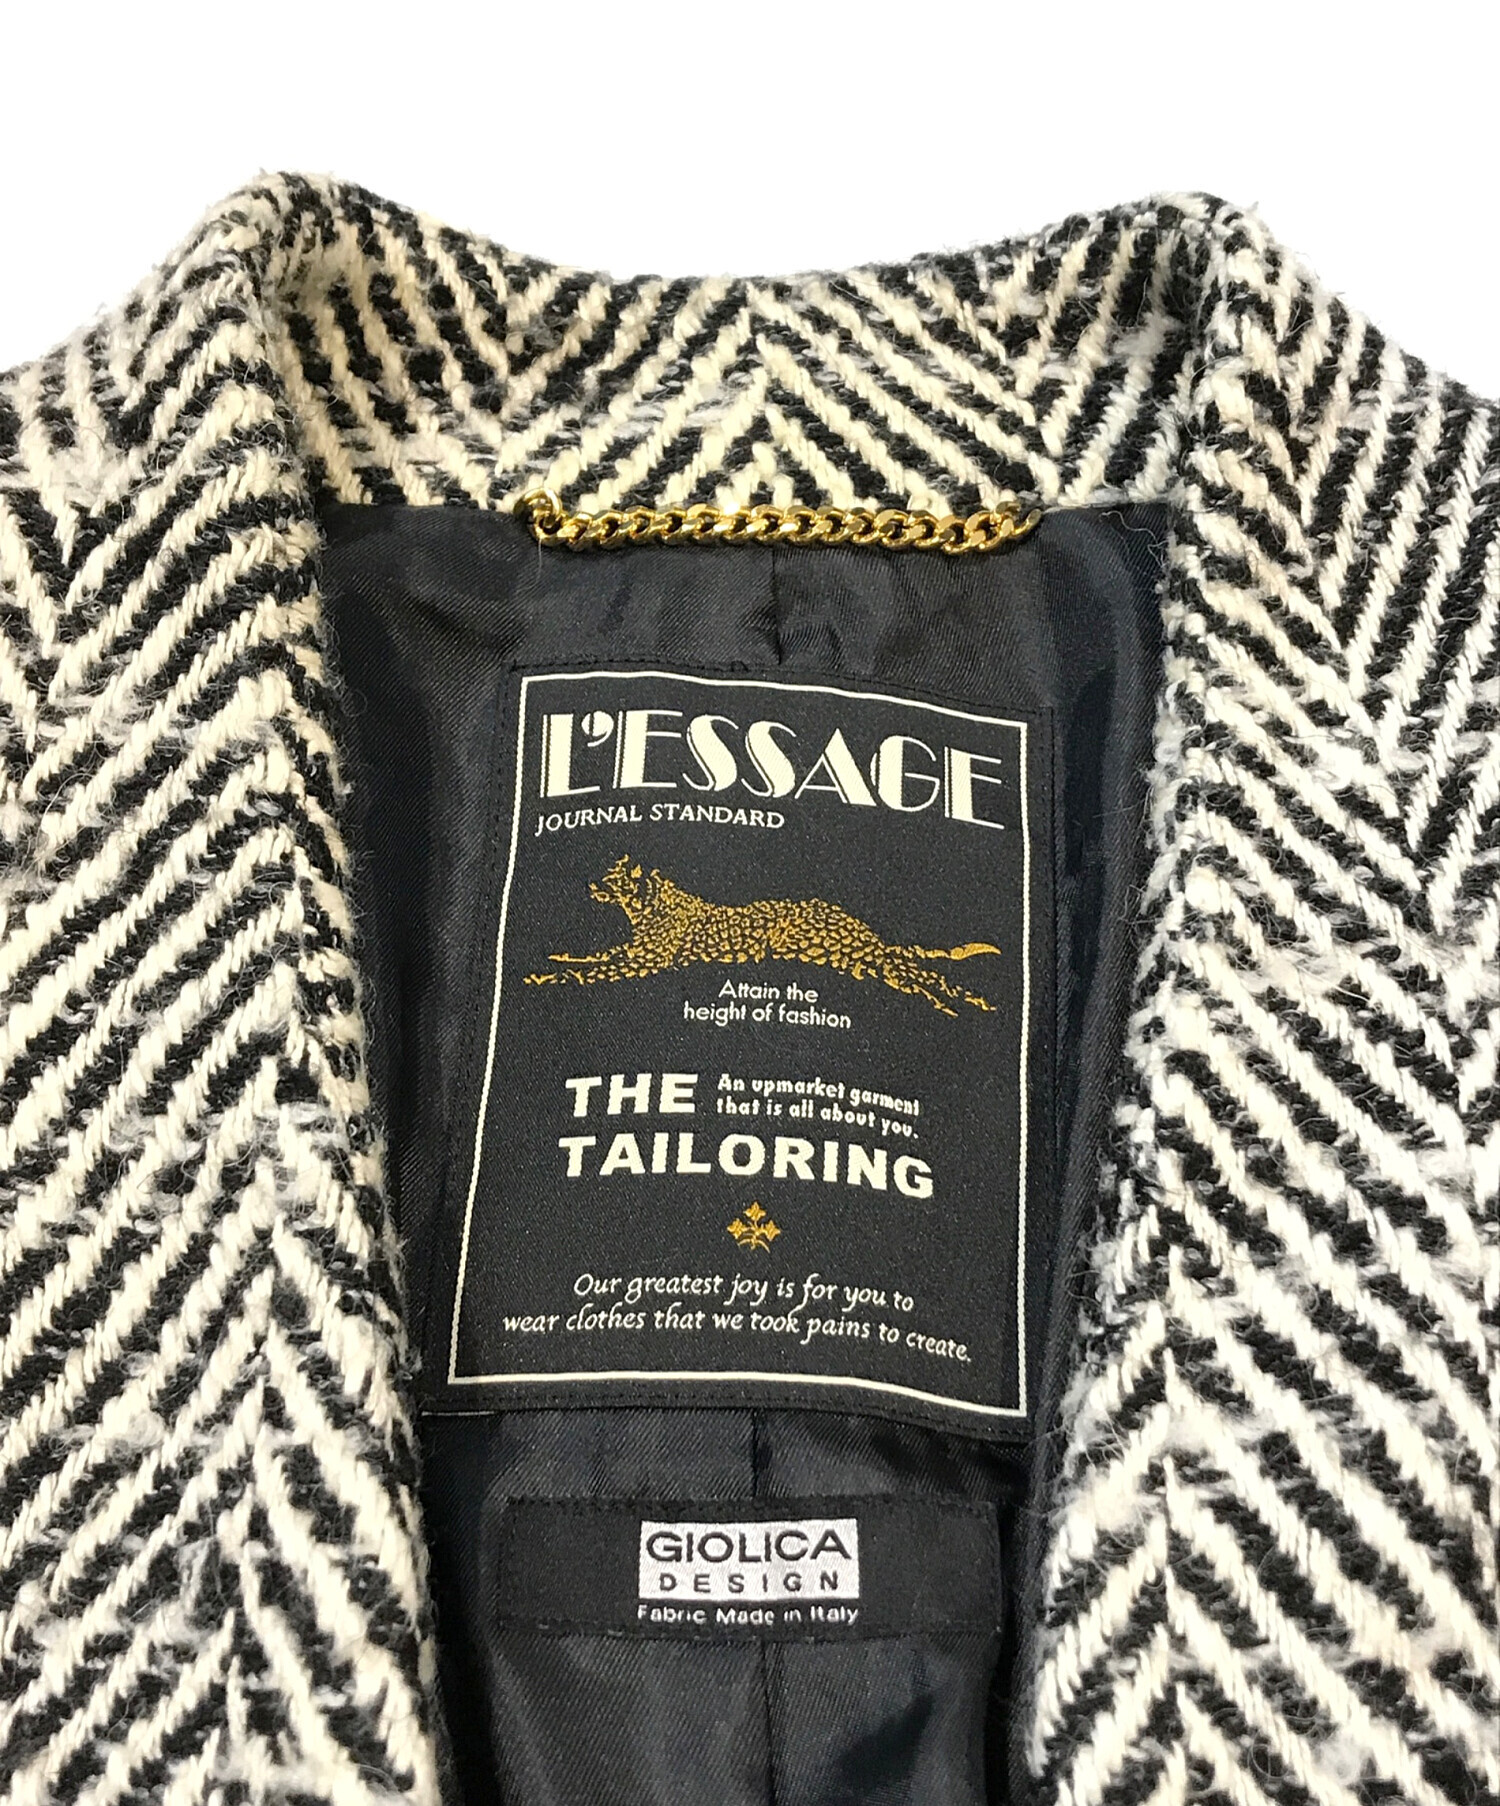 L'ESSAGE
JOURNAL STANDARD
Attain the
height of fashion
THE An upmarket garment
that is all about you.
TAILORING
Our greatest joy is for you to
wear clothes that we took pains to create.
GIOLICA
DESIGN
Fabric Made in Italy